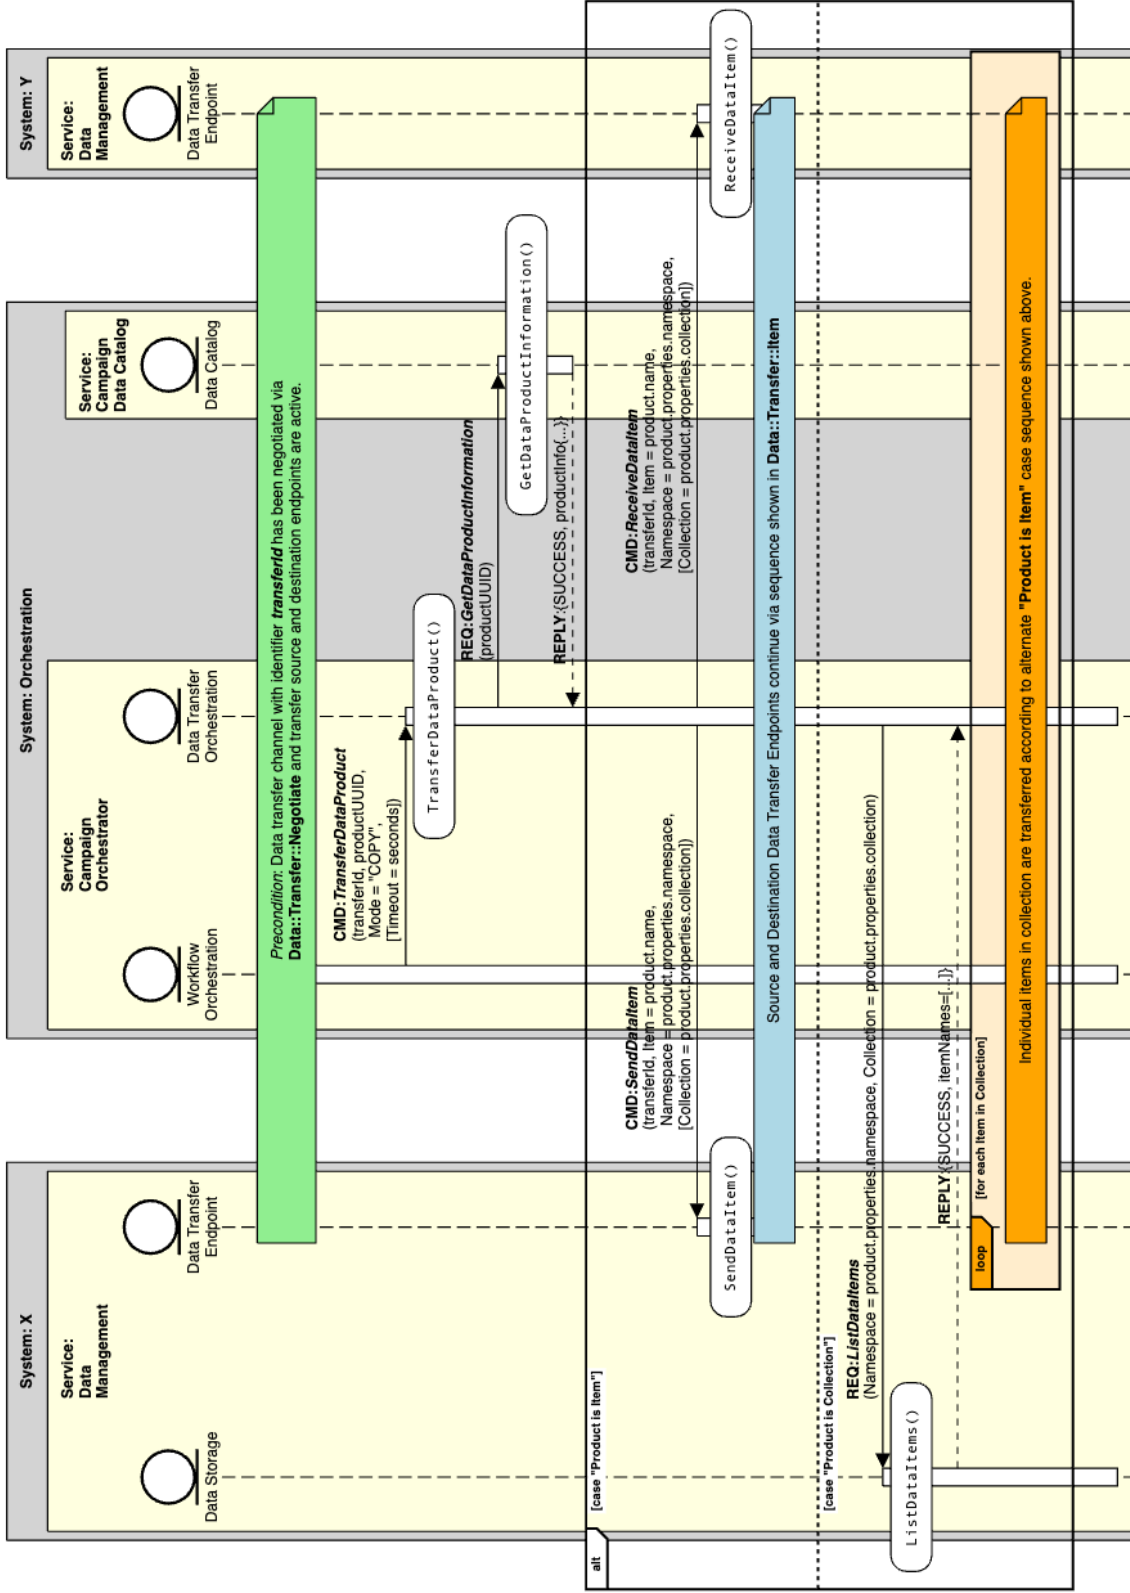 System: X
System: Orchestration
System: Y
Service:
Data
Management
Service:
Campaign
Orchestrator
Service:
Campaign
Data Catalog
Service:
Data
Management
Data Storage
Data Transfer
Endpoint
Workflow
Orchestration
Data Transfer
Orchestration
Data Catalog
Data Transfer
Endpoint
Precondition: Data transfer channel with identifier transferId has been negotiated via
Data::Transfer::Negotiate and transfer source and destination endpoints are active.
CMD:TransferDataProduct
(transferId, productUUID,
Mode = "COPY",
[Timeout = seconds])
TransferDataProduct()
REQ:GetDataProductInformation
(productUUID)
GetDataProductInformation()
REPLY:{SUCCESS, productInfo{...}}
alt
[case "Product is Item"]
CMD:SendDataItem
(transferId, Item = product.name,
Namespace = product.properties.namespace,
[Collection = product.properties.collection])
CMD:ReceiveDataItem
(transferId, Item = product.name,
Namespace = product.properties.namespace,
[Collection = product.properties.collection])
SendDataItem()
ReceiveDataItem()
Source and Destination Data Transfer Endpoints continue via sequence shown in Data::Transfer::Item
[case "Product is Collection"]
REQ:ListDataItems
(Namespace = product.properties.namespace, Collection = product.properties.collection)
ListDataItems()
REPLY:{SUCCESS, itemNames=[...]}
loop
[for each Item in Collection]
Individual items in collection are transferred according to alternate "Product is Item" case sequence shown above.